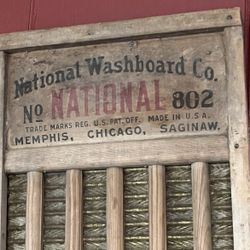 National Washboard Co.
No NATIONAL 802
TRADE MARKS REG. U.S. PAT. OFF. MADE IN U.S.A.
MEMPHIS, CHICAGO, SAGINAW.